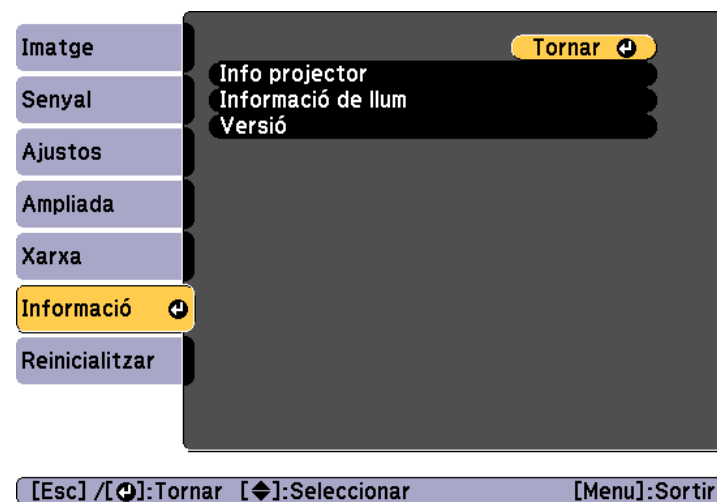 Imatge
Senyal
Ajustos
Ampliada
Xarxa
Informació
Reinicialitzar
Tornar
Info projector
Informació de llum
Versió
[Esc] /[ ]:Tornar [ ]:Seleccionar [Menu]:Sortir